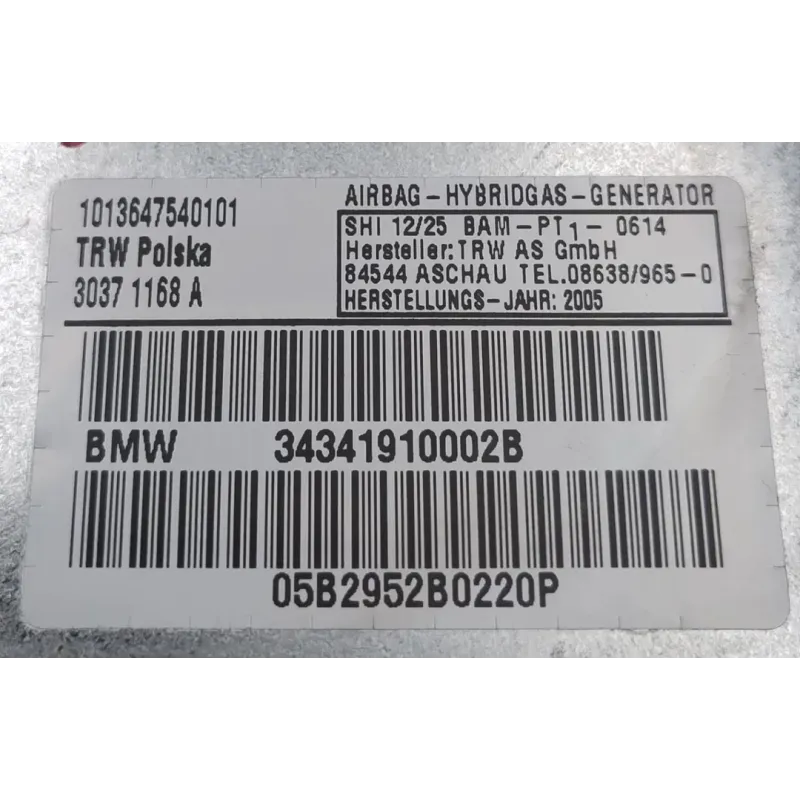 1013647540101
TRW Polska
3037 1168 A
AIRBAG-HYBRIDGAS-GENERATOR
SHI 12/25 BAM-PT1-0614
Hersteller:TRW AS GmbH
84544 ASCHAU TEL.08638/965-0
HERSTELLUNGS-JAHR: 2005
BMW 34341910002B
05B2952B0220P